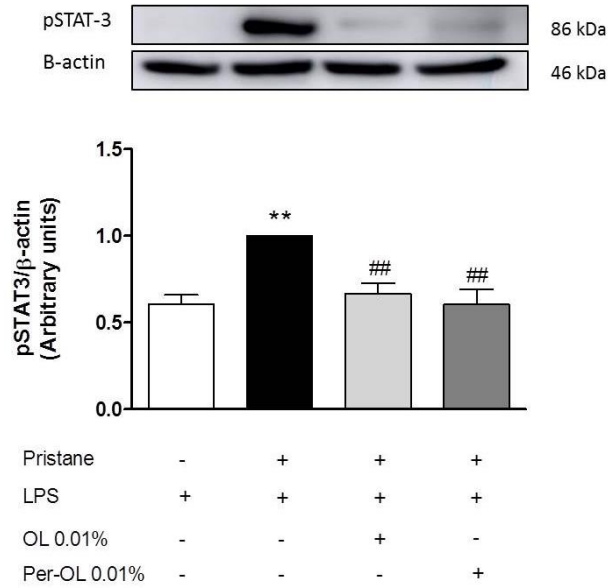 pSTAT-3 86 kDa
B-actin 46 kDa
pSTAT3/β-actin
(Arbitrary units)
1.5
1.0
0.5
0.0
**
##
##
Pristane - + + +
LPS + + + +
OL 0.01% - - + -
Per-OL 0.01% - - - +